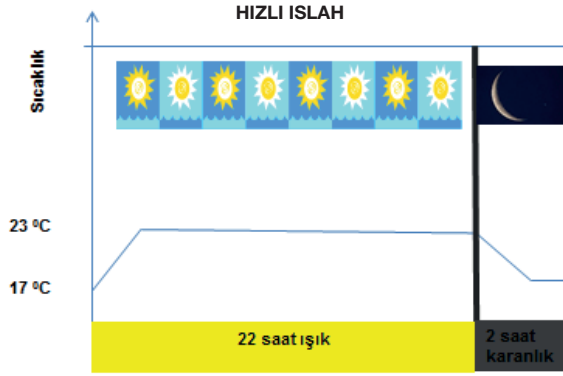 HIZLI ISLAH
Sıcaklık
23 ⁰C
17 ⁰C
22 saat ışık
2 saat
karanlık